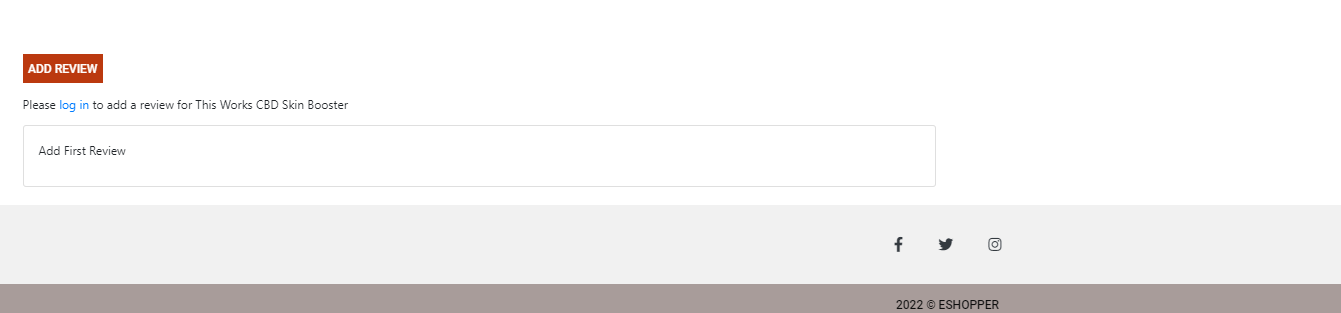 ADD REVIEW
Please log in to add a review for This Works CBD Skin Booster
Add First Review
2022 © ESHOPPER